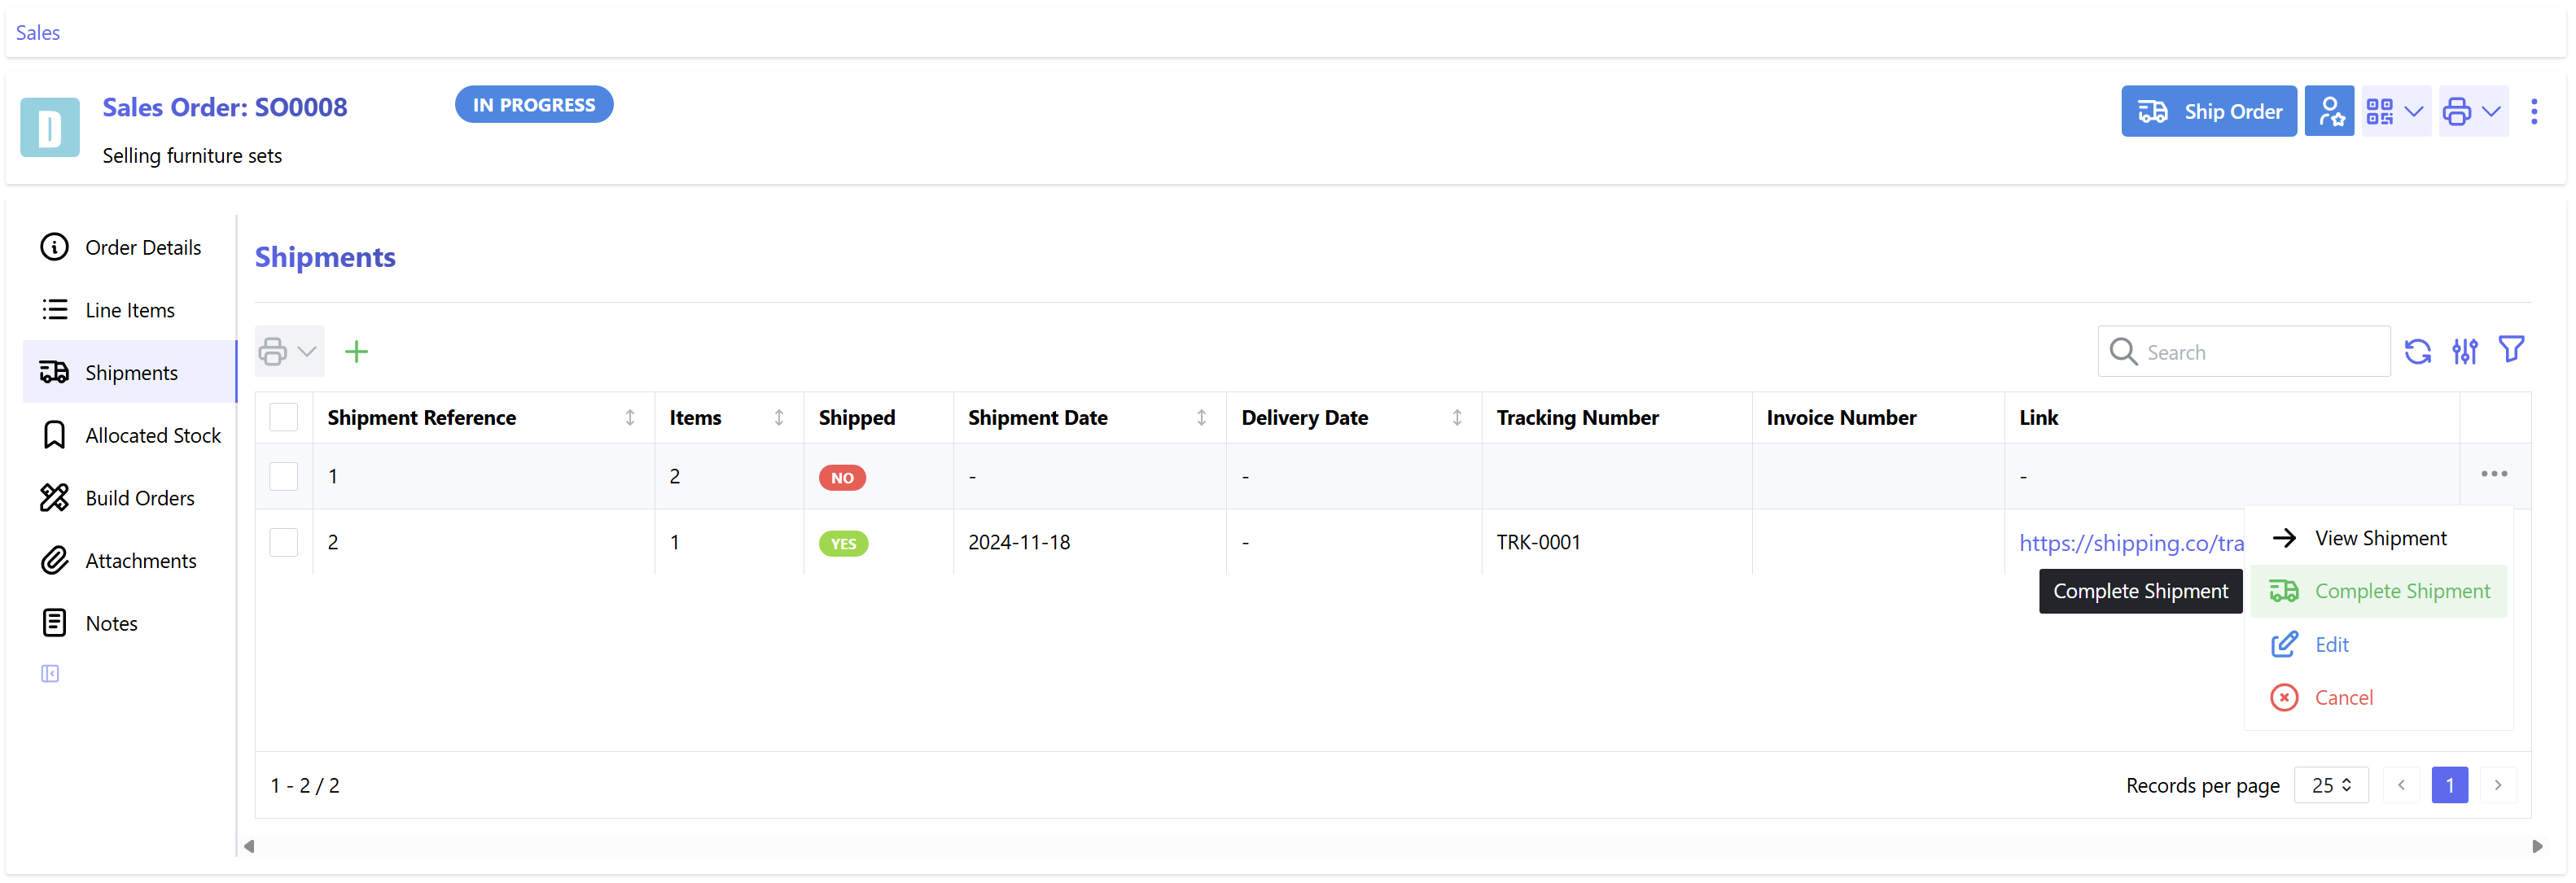 Sales
D
Sales Order: SO0008
IN PROGRESS
Ship Order
Selling furniture sets
Order Details
Line Items
Shipments
Allocated Stock
Build Orders
Attachments
Notes
Shipments
Search
Shipment Reference Items Shipped Shipment Date Delivery Date Tracking Number Invoice Number Link
1 2 NO - - -
2 1 YES 2024-11-18 - TRK-0001 https://shipping.co/tra
View Shipment
Complete Shipment
Complete Shipment
Edit
Cancel
1 - 2 / 2
Records per page 25 1